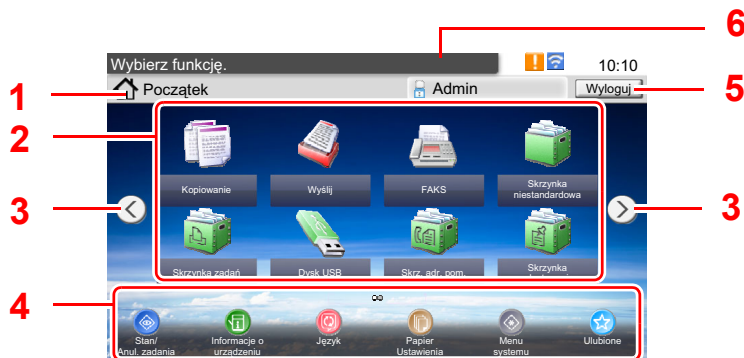 6
Wybierz funkcję.
10:10
1
Początek
Admin
Wyloguj
5
2
Kopiowanie
Wyślij
FAKS
Skrzynka
niestandardowa
3
3
Skrzynka zadań
Dysk USB
Skrz. adr. pom.
Skrzynka
4
Stan/
Anul. zadania
Informacje o
urządzeniu
Język
Papier
Ustawienia
Menu
systemu
Ulubione